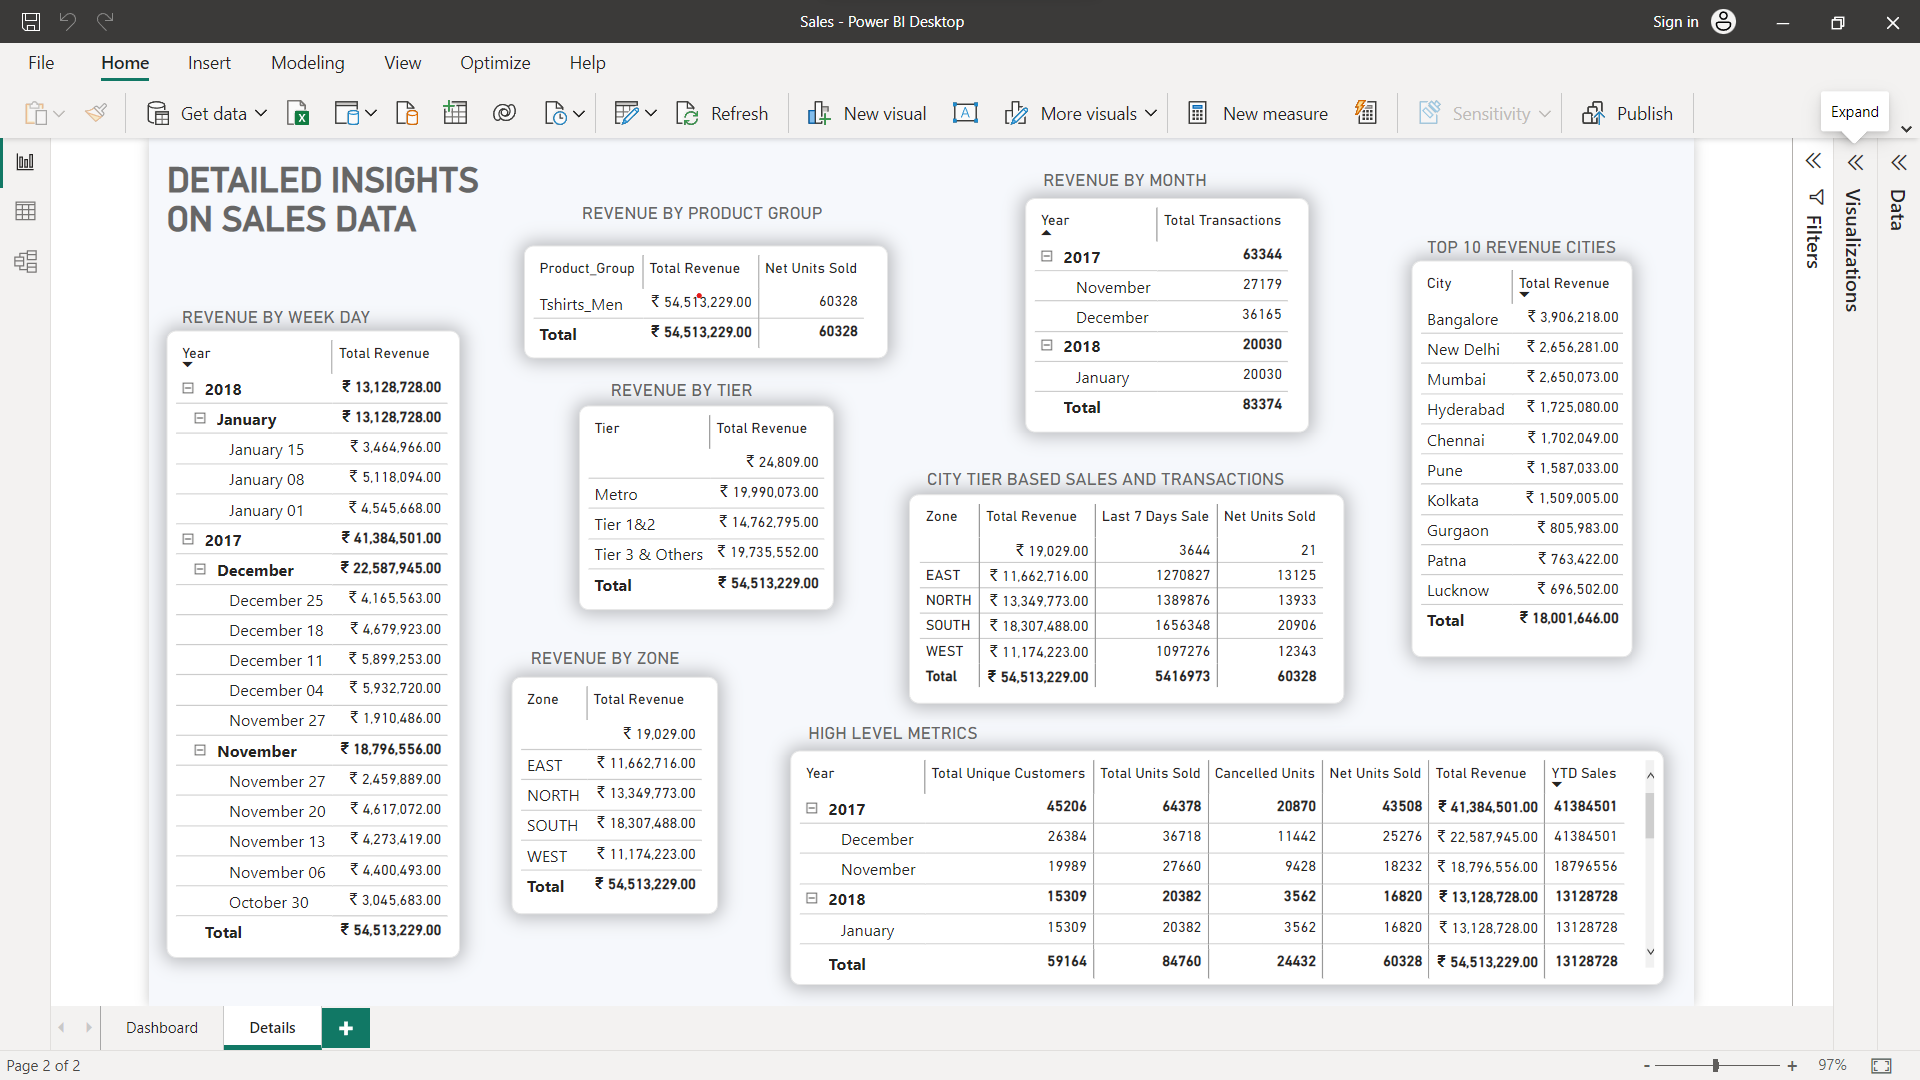 Sales - Power BI Desktop
Sign in
File Home Insert Modeling View Optimize Help
Get data Refresh New visual More visuals New measure Sensitivity Publish
Expand
DETAILED INSIGHTS
ON SALES DATA
REVENUE BY WEEK DAY
Year Total Revenue
2018 ₹ 13,128,728.00
January ₹ 13,128,728.00
January 15 ₹ 3,464,966.00
January 08 ₹ 5,118,094.00
January 01 ₹ 4,545,668.00
2017 ₹ 41,384,501.00
December ₹ 22,587,945.00
December 25 ₹ 4,165,563.00
December 18 ₹ 4,679,923.00
December 11 ₹ 5,899,253.00
December 04 ₹ 5,932,720.00
November 27 ₹ 1,910,486.00
November ₹ 18,796,556.00
November 27 ₹ 2,459,889.00
November 20 ₹ 4,617,072.00
November 13 ₹ 4,273,419.00
November 06 ₹ 4,400,493.00
October 30 ₹ 3,045,683.00
Total ₹ 54,513,229.00
REVENUE BY PRODUCT GROUP
Product_Group Total Revenue Net Units Sold
Tshirts_Men ₹ 54,513,229.00 60328
Total ₹ 54,513,229.00 60328
REVENUE BY TIER
Tier Total Revenue
₹ 24,809.00
Metro ₹ 19,990,073.00
Tier 1&2 ₹ 14,762,795.00
Tier 3 & Others ₹ 19,735,552.00
Total ₹ 54,513,229.00
REVENUE BY ZONE
Zone Total Revenue
₹ 19,029.00
EAST ₹ 11,662,716.00
NORTH ₹ 13,349,773.00
SOUTH ₹ 18,307,488.00
WEST ₹ 11,174,223.00
Total ₹ 54,513,229.00
REVENUE BY MONTH
Year Total Transactions
2017 63344
November 27179
December 36165
2018 20030
January 20030
Total 83374
CITY TIER BASED SALES AND TRANSACTIONS
Zone Total Revenue Last 7 Days Sale Net Units Sold
₹ 19,029.00 3644 21
EAST ₹ 11,662,716.00 1270827 13125
NORTH ₹ 13,349,773.00 1389876 13933
SOUTH ₹ 18,307,488.00 1656348 20906
WEST ₹ 11,174,223.00 1097276 12343
Total ₹ 54,513,229.00 5416973 60328
TOP 10 REVENUE CITIES
City Total Revenue
Bangalore ₹ 3,906,218.00
New Delhi ₹ 2,656,281.00
Mumbai ₹ 2,650,073.00
Hyderabad ₹ 1,725,080.00
Chennai ₹ 1,702,049.00
Pune ₹ 1,587,033.00
Kolkata ₹ 1,509,005.00
Gurgaon ₹ 805,983.00
Patna ₹ 763,422.00
Lucknow ₹ 696,502.00
Total ₹ 18,001,646.00
HIGH LEVEL METRICS
Year Total Unique Customers Total Units Sold Cancelled Units Net Units Sold Total Revenue YTD Sales
2017 45206 64378 20870 43508 ₹ 41,384,501.00 41384501
December 26384 36718 11442 25276 ₹ 22,587,945.00 41384501
November 19989 27660 9428 18232 ₹ 18,796,556.00 18796556
2018 15309 20382 3562 16820 ₹ 13,128,728.00 13128728
January 15309 20382 3562 16820 ₹ 13,128,728.00 13128728
Total 59164 84760 24432 60328 ₹ 54,513,229.00 13128728
Filters
Visualizations
Data
Dashboard Details +
Page 2 of 2
- + 97%